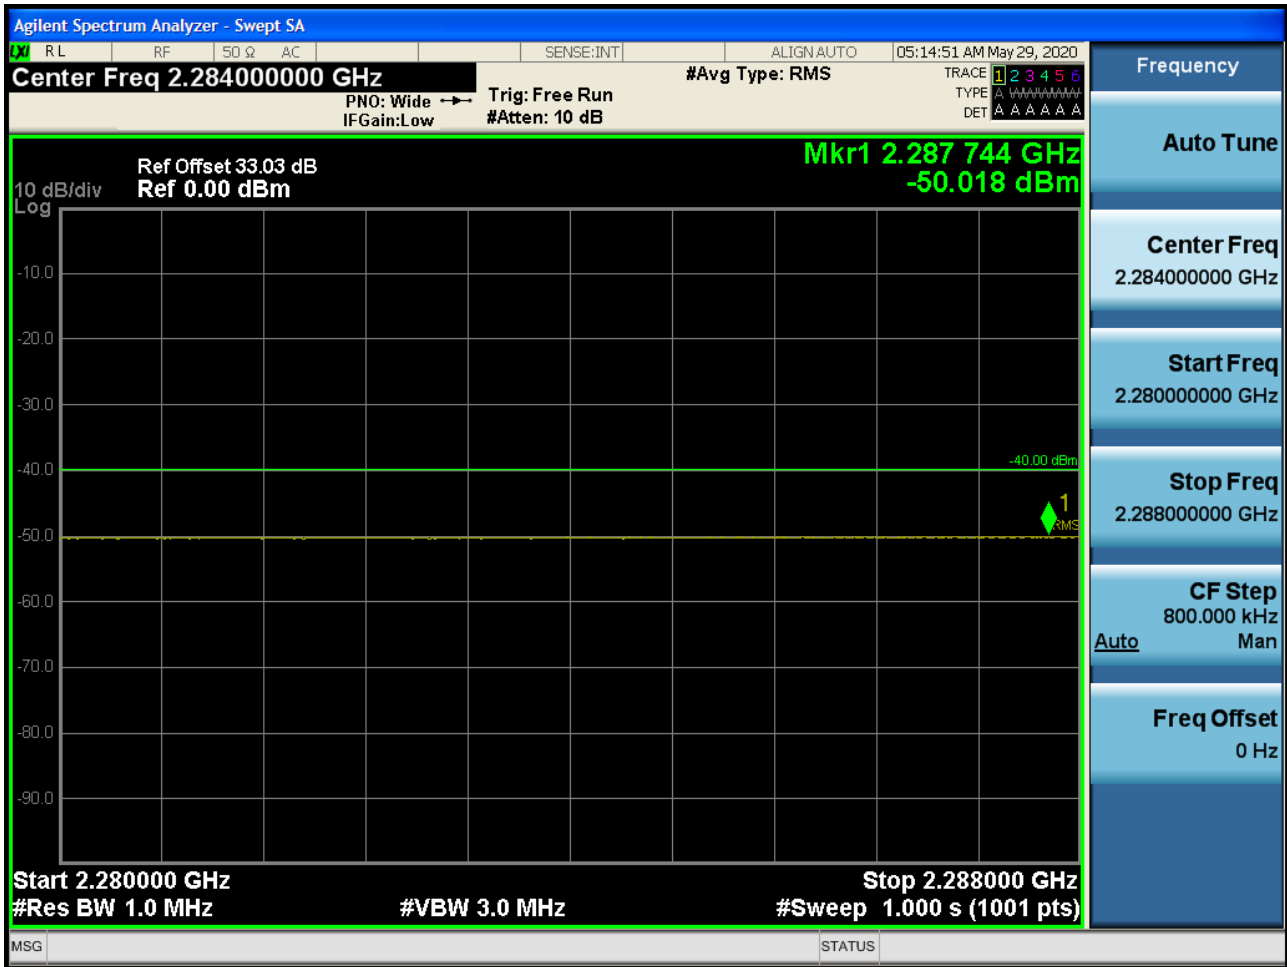 Agilent Spectrum Analyzer - Swept SA
LXI RL RF 50 Ω AC SENSE:INT ALIGN AUTO 05:14:51 AM May 29, 2020
Center Freq 2.284000000 GHz
#Avg Type: RMS
TRACE 1 2 3 4 5 6
PNO: Wide
Trig: Free Run
TYPE A
IFGain:Low
#Atten: 10 dB
DET A A A A A A
Mkr1 2.287 744 GHz
-50.018 dBm
Ref Offset 33.03 dB
10 dB/div Ref 0.00 dBm
Log
-10.0
-20.0
-30.0
-40.0
-40.00 dBm
1
RMS
-50.0
-60.0
-70.0
-80.0
-90.0
Start 2.280000 GHz Stop 2.288000 GHz
#Res BW 1.0 MHz #VBW 3.0 MHz #Sweep 1.000 s (1001 pts)
MSG STATUS
Frequency
Auto Tune
Center Freq
2.284000000 GHz
Start Freq
2.280000000 GHz
Stop Freq
2.288000000 GHz
CF Step
800.000 kHz
Auto Man
Freq Offset
0 Hz